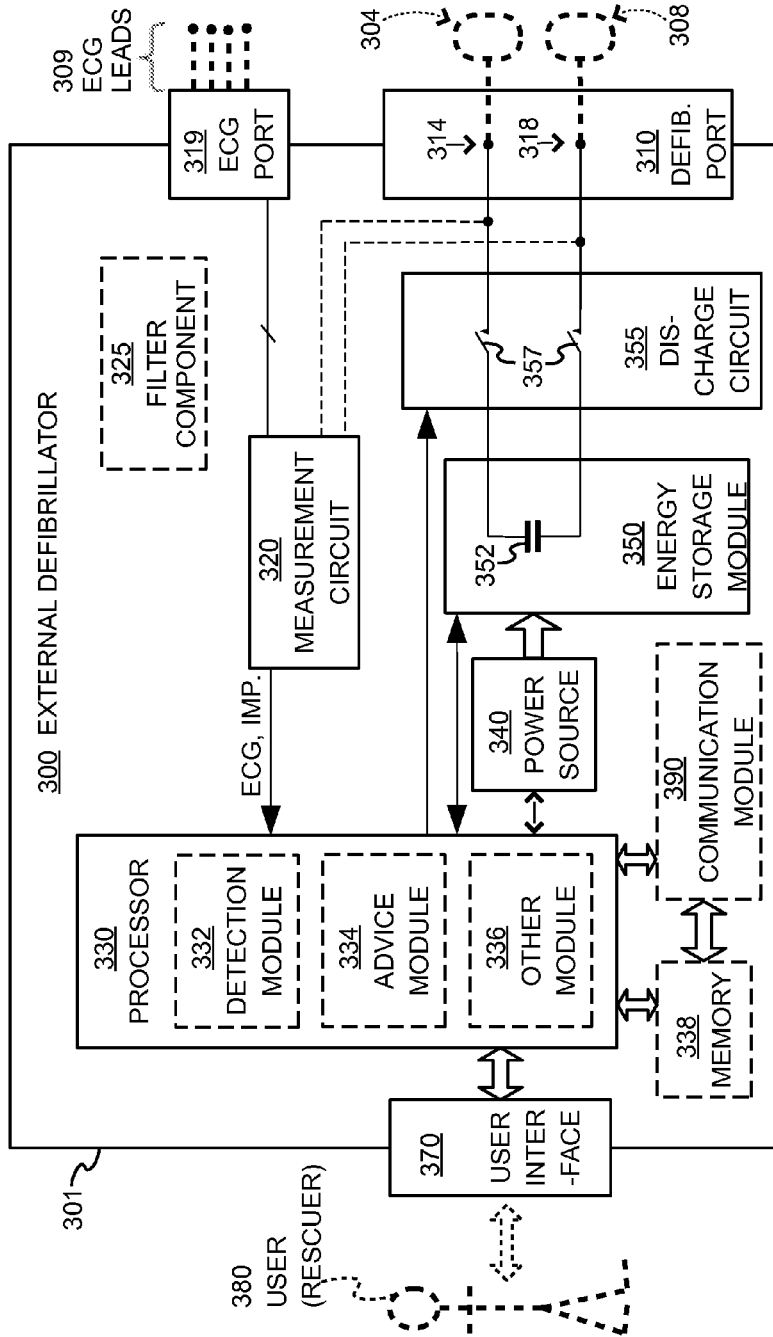 300 EXTERNAL DEFIBRILLATOR
301
309
ECG
LEADS
319
ECG
PORT
325
FILTER
COMPONENT
304
308
314
318
310
DEFIB.
PORT
320
MEASUREMENT
CIRCUIT
ECG, IMP.
357
355
DIS-
CHARGE
CIRCUIT
352
350
ENERGY
STORAGE
MODULE
340
POWER
SOURCE
330
PROCESSOR
332
DETECTION
MODULE
334
ADVICE
MODULE
336
OTHER
MODULE
338
MEMORY
390
COMMUNICATION
MODULE
370
USER
INTER
-FACE
380
USER
(RESCUER)